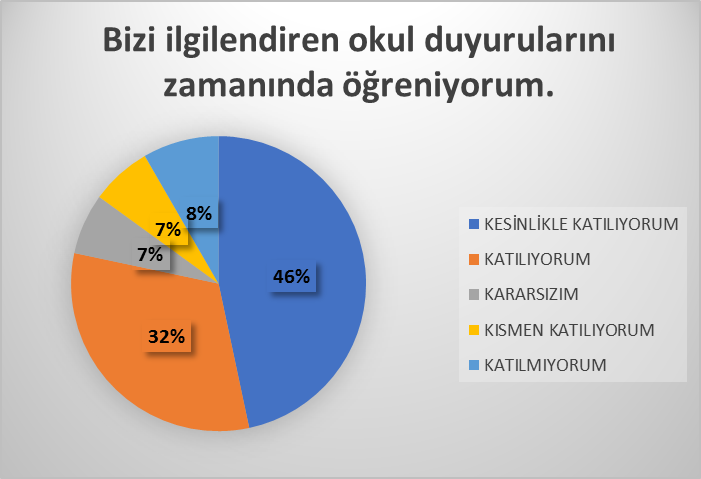 Bizi ilgilendiren okul duyurularını
zamanında öğreniyorum.
8%
7%
7%
46%
32%
KESİNLİKLE KATILIYORUM
KATILIYORUM
KARARSIZIM
KISMEN KATILIYORUM
KATILMIYORUM